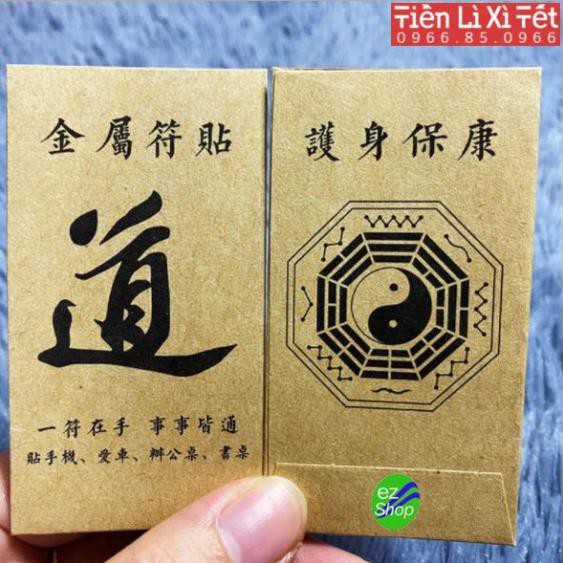 Tiền Lì Xì Tết
0966.85.0966
金屬符貼
道
一符在手 事事皆通
貼手機、愛車、辦公桌、書桌
護身保康
ez
Shop